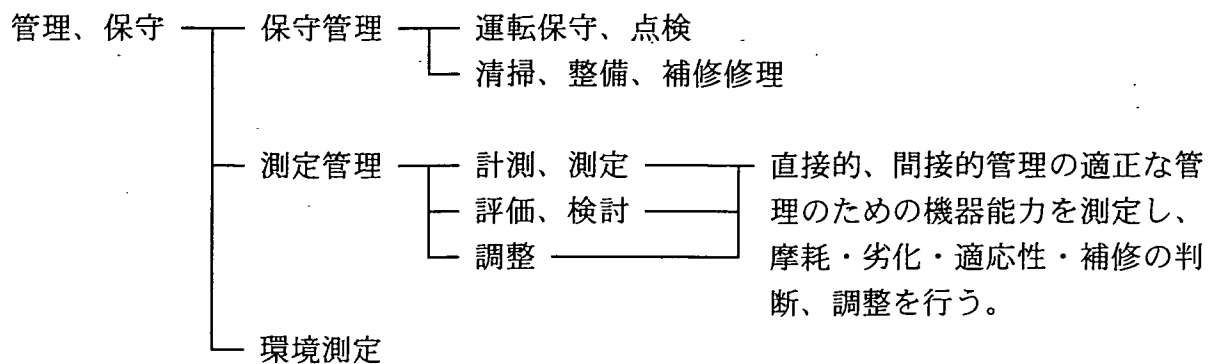 管理、保守 保守管理 運転保守、点検
清掃、整備、補修修理
測定管理 計測、測定 直接的、間接的管理の適正な管
評価、検討 理のための機器能力を測定し、
調整 摩耗・劣化・適応性・補修の判
断、調整を行う。
環境測定